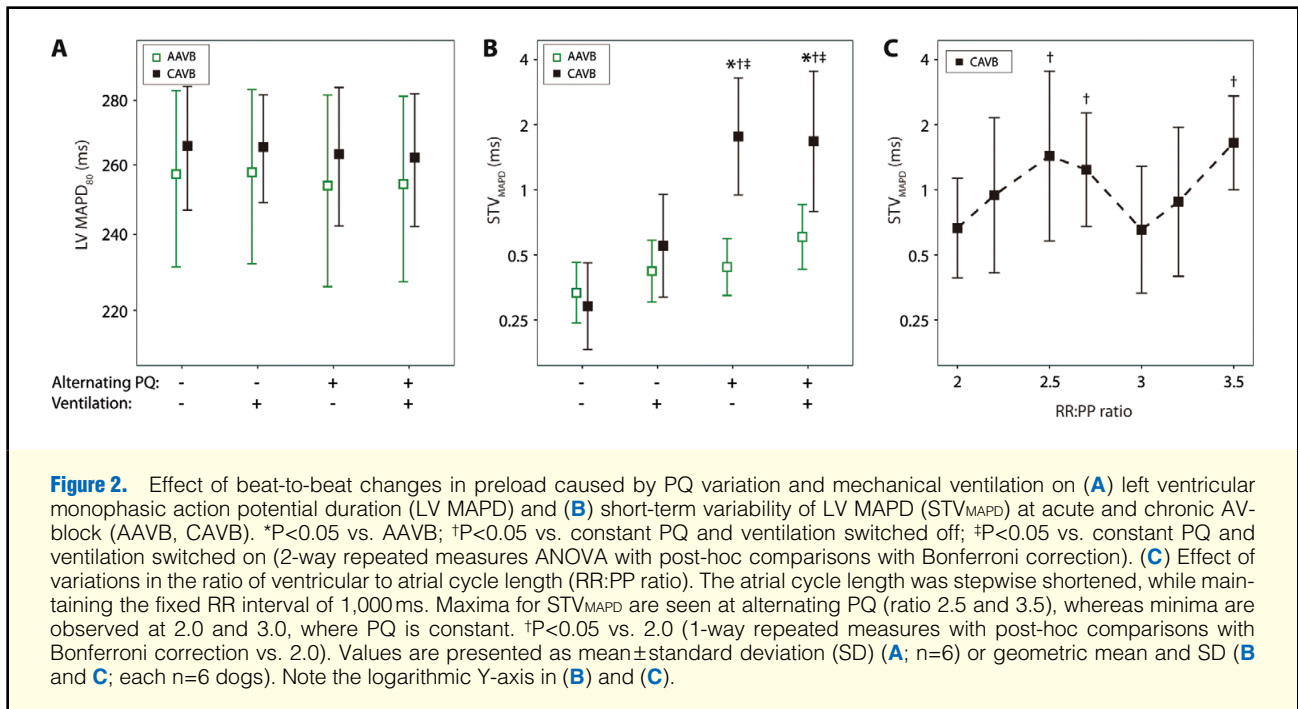 A
B
C
AAVB
CAVB
AAVB
CAVB
CAVB
LV MAPD80 (ms)
280
260
240
220
STVMAPD (ms)
4
2
1
0.5
0.25
*†‡
*†‡
STVMAPD (ms)
4
2
1
0.5
0.25
†
†
†
Alternating PQ: - - + + - - + +
Ventilation: - + - + - + - +
2 2.5 3 3.5
RR:PP ratio
Figure 2. Effect of beat-to-beat changes in preload caused by PQ variation and mechanical ventilation on (A) left ventricular
monophasic action potential duration (LV MAPD) and (B) short-term variability of LV MAPD (STVMAPD) at acute and chronic AV-
block (AAVB, CAVB). *P<0.05 vs. AAVB; †P<0.05 vs. constant PQ and ventilation switched off; ‡P<0.05 vs. constant PQ and
ventilation switched on (2-way repeated measures ANOVA with post-hoc comparisons with Bonferroni correction). (C) Effect of
variations in the ratio of ventricular to atrial cycle length (RR:PP ratio). The atrial cycle length was stepwise shortened, while main-
taining the fixed RR interval of 1,000 ms. Maxima for STVMAPD are seen at alternating PQ (ratio 2.5 and 3.5), whereas minima are
observed at 2.0 and 3.0, where PQ is constant. †P<0.05 vs. 2.0 (1-way repeated measures with post-hoc comparisons with
Bonferroni correction vs. 2.0). Values are presented as mean±standard deviation (SD) (A; n=6) or geometric mean and SD (B
and C; each n=6 dogs). Note the logarithmic Y-axis in (B) and (C).